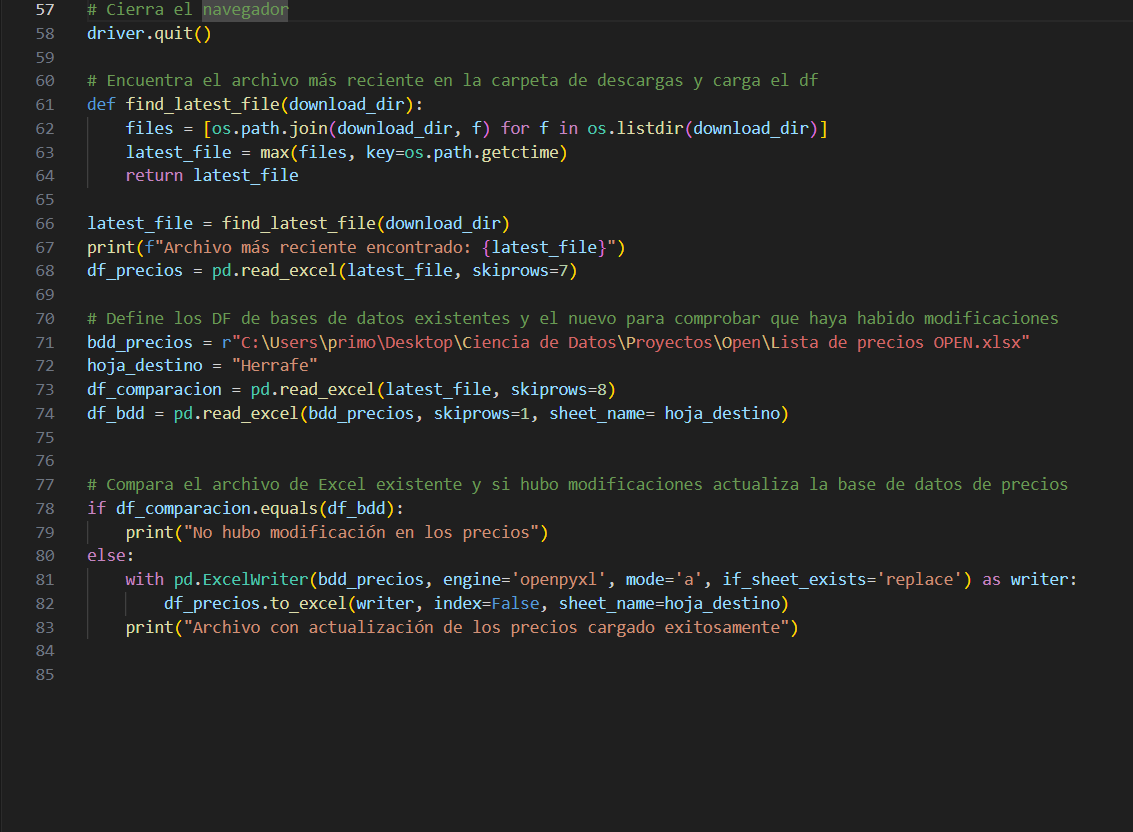 57 # Cierra el navegador
58 driver.quit()
59
60 # Encuentra el archivo más reciente en la carpeta de descargas y carga el df
61 def find_latest_file(download_dir):
62     files = [os.path.join(download_dir, f) for f in os.listdir(download_dir)]
63     latest_file = max(files, key=os.path.getctime)
64     return latest_file
65
66 latest_file = find_latest_file(download_dir)
67 print(f"Archivo más reciente encontrado: {latest_file}")
68 df_precios = pd.read_excel(latest_file, skiprows=7)
69
70 # Define los DF de bases de datos existentes y el nuevo para comprobar que haya habido modificaciones
71 bdd_precios = r"C:\Users\primo\Desktop\Ciencia de Datos\Proyectos\Open\Lista de precios OPEN.xlsx"
72 hoja_destino = "Herrafe"
73 df_comparacion = pd.read_excel(latest_file, skiprows=8)
74 df_bdd = pd.read_excel(bdd_precios, skiprows=1, sheet_name= hoja_destino)
75
76
77 # Compara el archivo de Excel existente y si hubo modificaciones actualiza la base de datos de precios
78 if df_comparacion.equals(df_bdd):
79     print("No hubo modificación en los precios")
80 else:
81     with pd.ExcelWriter(bdd_precios, engine='openpyxl', mode='a', if_sheet_exists='replace') as writer:
82         df_precios.to_excel(writer, index=False, sheet_name=hoja_destino)
83     print("Archivo con actualización de los precios cargado exitosamente")
84
85